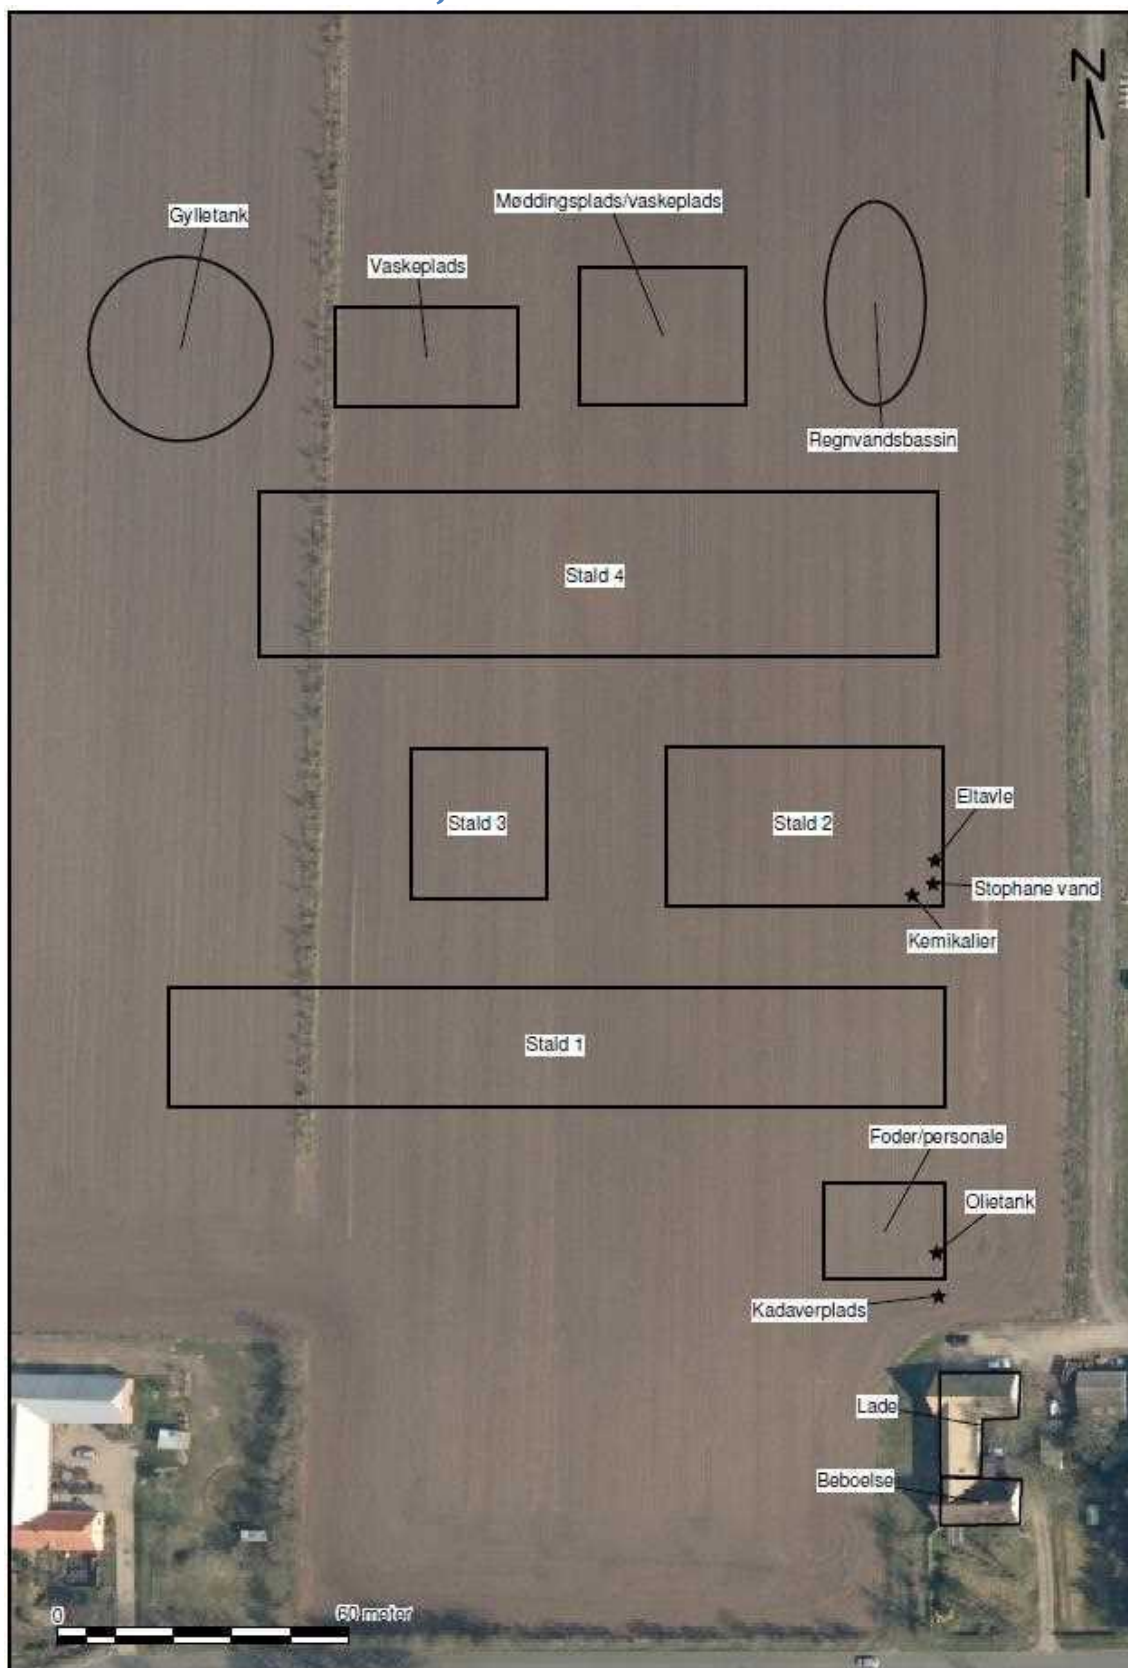 N
Møddingsplads/vaskeplads
Gylletank
Vaskeplads
Regnvandsbassin
Stald 4
Eltavle
Stald 3
Stald 2
Stophane vand
Kemikalier
Stald 1
Foder/personale
Olietank
Kadaverplads
Lade
Beboelse
0
60 meter